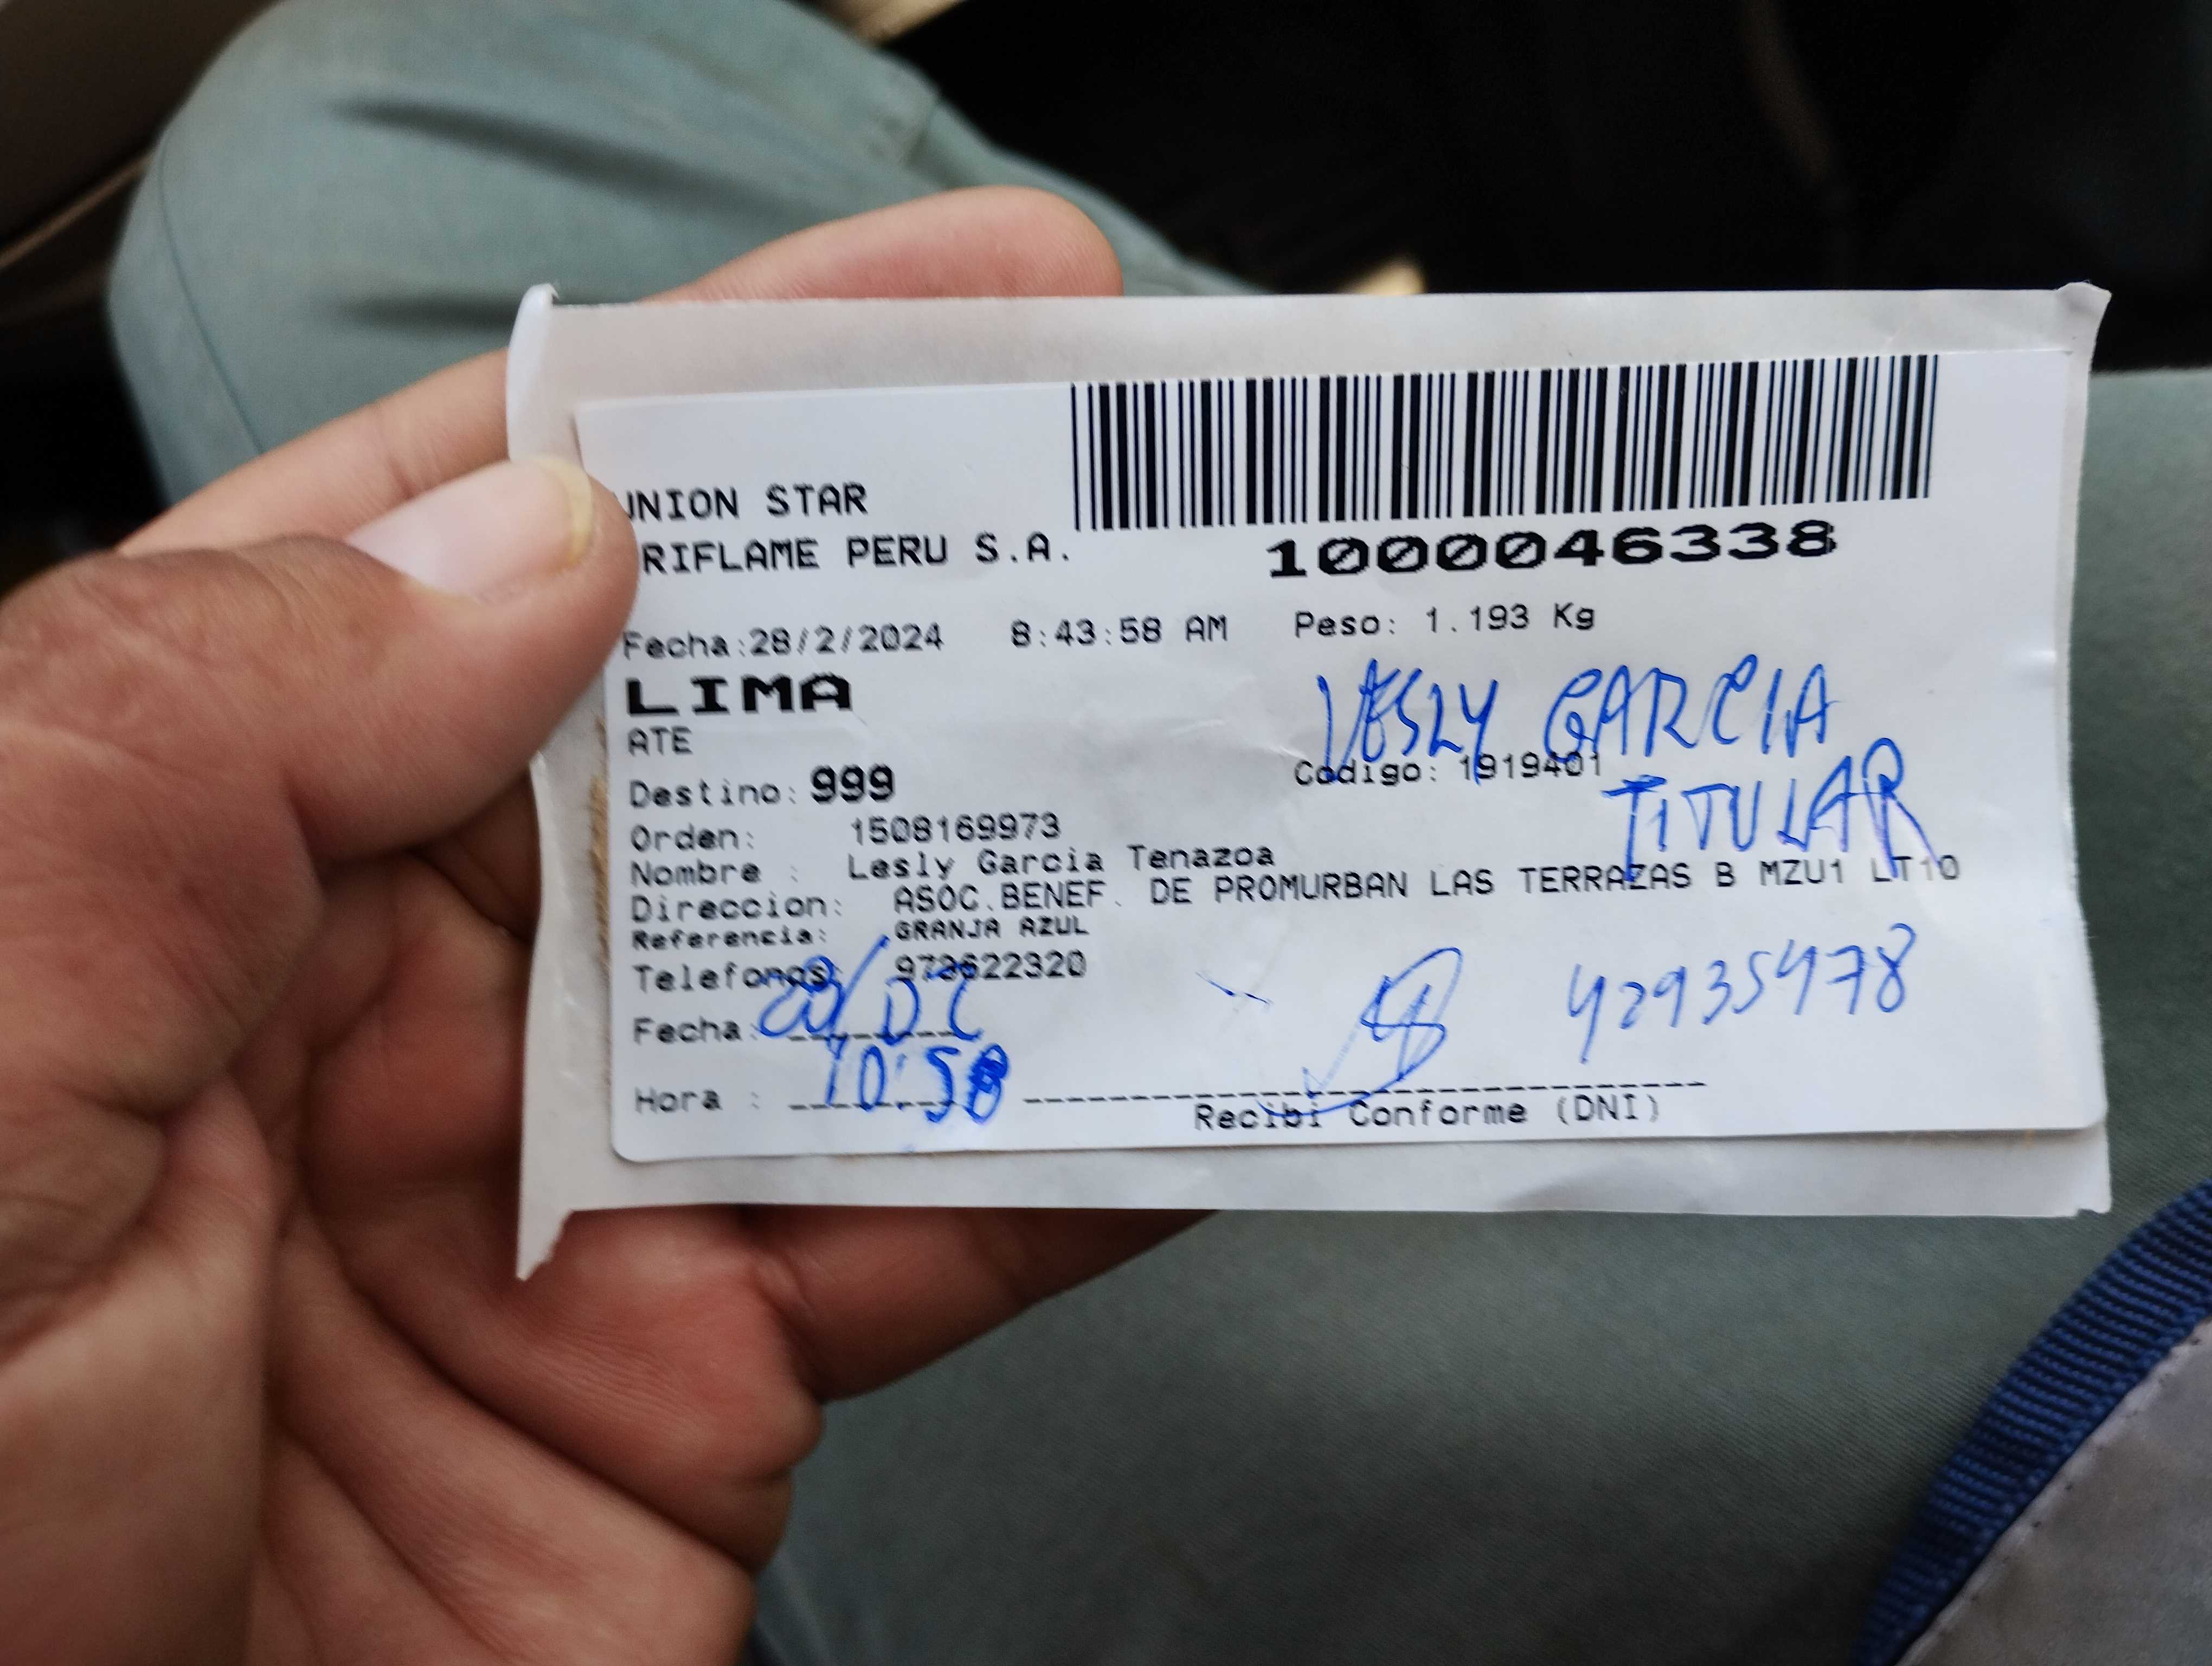 UNION STAR
RIFLAME PERU S.A.
1000046338
Fecha:28/2/2024 8:43:58 AM Peso: 1.193 Kg
LIMA
LESLY GARCIA
ATE
Codigo: 1919401
TITULAR
Destino: 999
Orden: 1508169973
Nombre : Lesly Garcia Tenazoa
Direccion: ASOC.BENEF. DE PROMURBAN LAS TERRAZAS B MZU1 LT10
Referencia: GRANJA AZUL
Telefonos:
42935478
Fecha:
Hora : 10:58
Recibi Conforme (DNI)